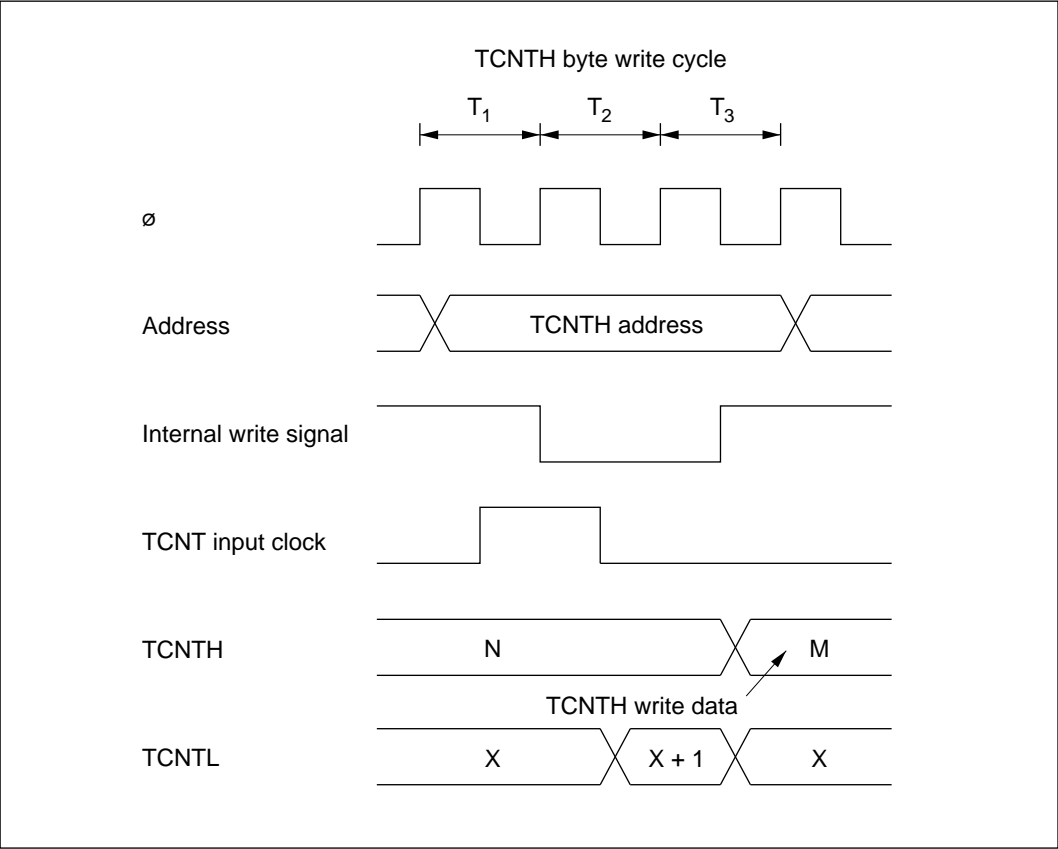 TCNTH byte write cycle
T1 T2 T3
ø
Address TCNTH address
Internal write signal
TCNT input clock
TCNTH N M
TCNTH write data
TCNTL X X + 1 X